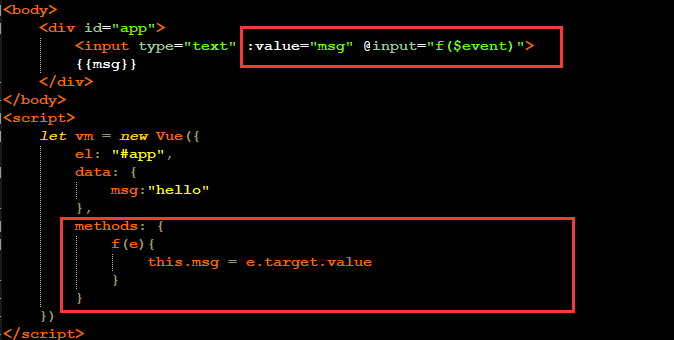 <body>
<div id="app">
<input type="text" :value="msg" @input="f($event)">
{{msg}}
</div>
</body>
<script>
let vm = new Vue({
el: "#app",
data: {
msg:"hello"
},
methods: {
f(e){
this.msg = e.target.value
}
}
})
</script>